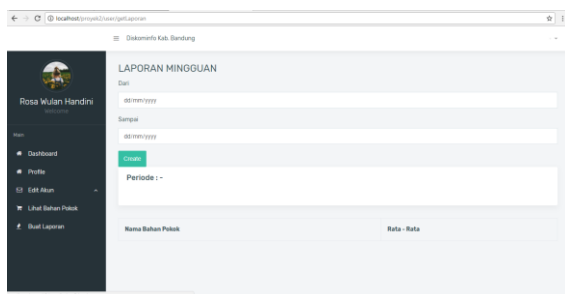 localhost/proyek2/user/getLaporan
Diskominfo Kab. Bandung
Rosa Wulan Handini
Welcome
Main
Dashboard
Profile
Edit Akun
Lihat Bahan Pokok
Buat Laporan
LAPORAN MINGGUAN
Dari
dd/mm/yyyy
Sampai
dd/mm/yyyy
Create
Periode : -
Nama Bahan Pokok Rata - Rata